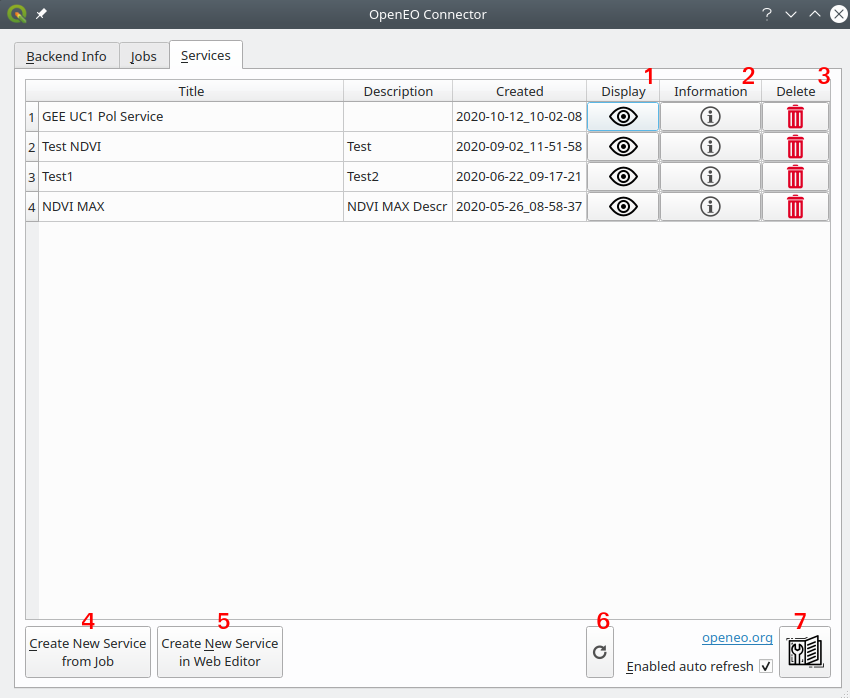 OpenEO Connector
?
Backend Info Jobs Services
1 2 3
Title Description Created Display Information Delete
1 GEE UC1 Pol Service 2020-10-12_10-02-08
2 Test NDVI Test 2020-09-02_11-51-58
3 Test1 Test2 2020-06-22_09-17-21
4 NDVI MAX NDVI MAX Descr 2020-05-26_08-58-37
4 5 6 7
Create New Service
from Job
Create New Service
in Web Editor
openeo.org
Enabled auto refresh